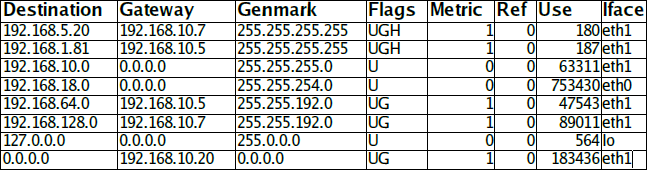 Destination Gateway Genmark Flags Metric Ref Use Iface
192.168.5.20 192.168.10.7 255.255.255.255 UGH 1 0 180 eth1
192.168.1.81 192.168.10.5 255.255.255.255 UGH 1 0 187 eth1
192.168.10.0 0.0.0.0 255.255.255.0 U 0 0 63311 eth1
192.168.18.0 0.0.0.0 255.255.254.0 U 0 0 753430 eth0
192.168.64.0 192.168.10.5 255.255.192.0 UG 1 0 47543 eth1
192.168.128.0 192.168.10.7 255.255.192.0 UG 1 0 89011 eth1
127.0.0.0 0.0.0.0 255.0.0.0 U 0 0 564 lo
0.0.0.0 192.168.10.20 0.0.0.0 UG 1 0 183436 eth1